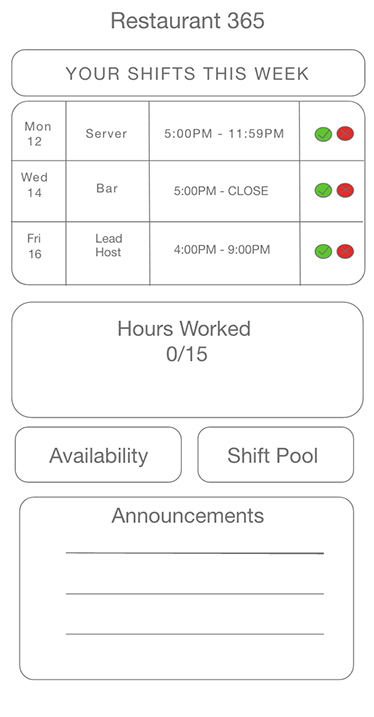 Restaurant 365
YOUR SHIFTS THIS WEEK
Mon
12
Server
5:00PM - 11:59PM
Wed
14
Bar
5:00PM - CLOSE
Fri
16
Lead
Host
4:00PM - 9:00PM
Hours Worked
0/15
Availability
Shift Pool
Announcements